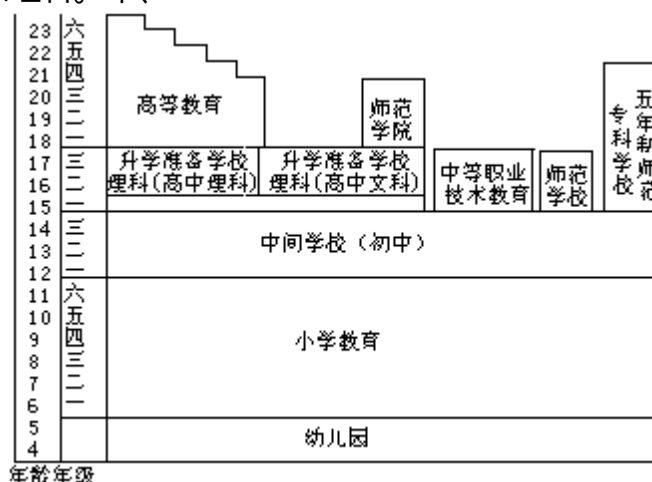 23 六
22 五
21 四
20 三
19 二
18 一
17 三
16 二
15 一
14 三
13 二
12 一
11 六
10 五
9 四
8 三
7 二
6 一
5
4
年龄年级
高等教育
师范
学院
升学准备学校
理科(高中理科)
升学准备学校
理科(高中文科)
中等职业
技术教育
师范
学校
专科学校
五年制师范
中间学校(初中)
小学教育
幼儿园